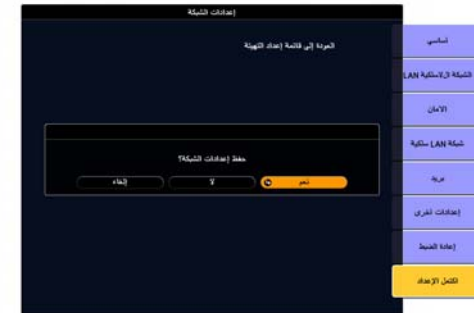 إعدادات الشبكة
العودة إلى قائمة إعداد التهيئة
حفظ إعدادات الشبكة؟
نعم
لا
إلغاء
أساسي
الشبكة اللاسلكية LAN
الأمان
شبكة LAN سلكية
بريد
إعدادات أخرى
إعادة الضبط
اكتمل الإعداد